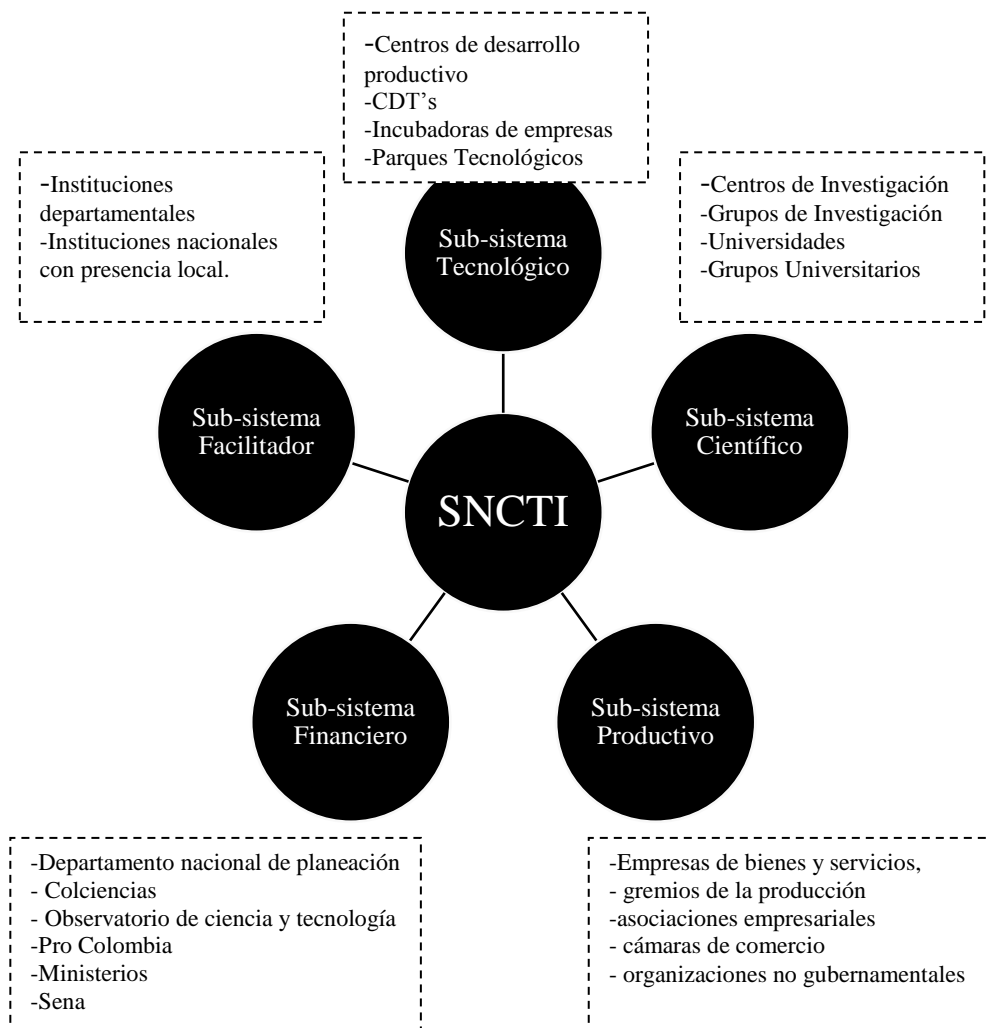 -Centros de desarrollo
productivo
-CDT’s
-Incubadoras de empresas
-Parques Tecnológicos
-Instituciones
departamentales
-Instituciones nacionales
con presencia local.
-Centros de Investigación
-Grupos de Investigación
-Universidades
-Grupos Universitarios
Sub-sistema
Tecnológico
Sub-sistema
Facilitador
Sub-sistema
Científico
SNCTI
Sub-sistema
Financiero
Sub-sistema
Productivo
-Departamento nacional de planeación
- Colciencias
- Observatorio de ciencia y tecnología
-Pro Colombia
-Ministerios
-Sena
-Empresas de bienes y servicios,
- gremios de la producción
-asociaciones empresariales
- cámaras de comercio
- organizaciones no gubernamentales